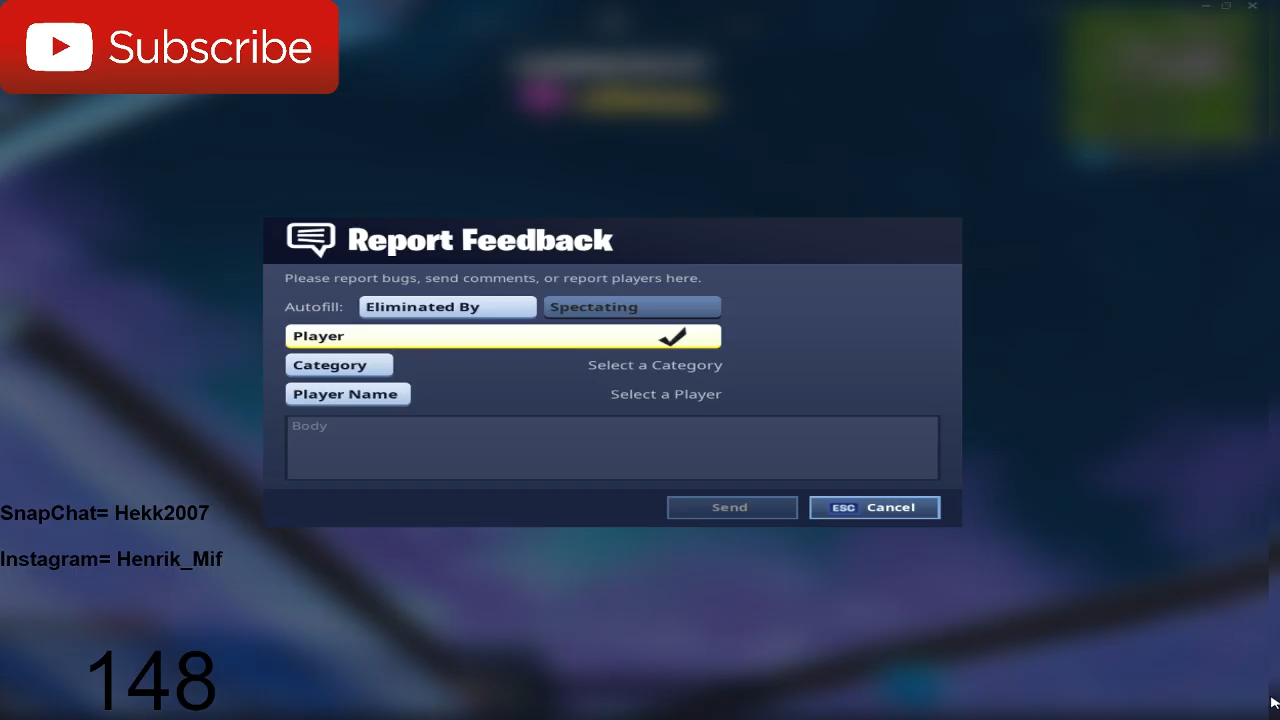 Subscribe
Report Feedback
Please report bugs, send comments, or report players here.
Autofill: Eliminated By Spectating
Player
Category Select a Category
Player Name Select a Player
Body
Send ESC Cancel
SnapChat= Hekk2007
Instagram= Henrik_Mif
148